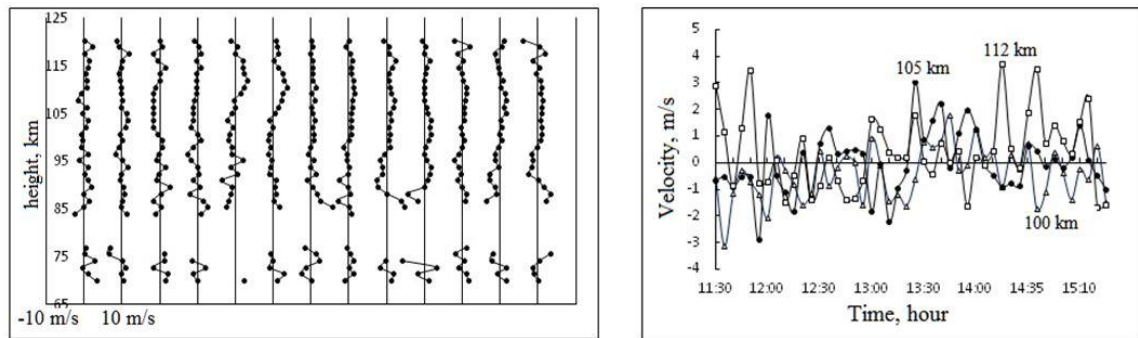 125
115
105
95
85
75
65
height, km
-10 m/s 10 m/s
5
4
3
2
1
0
-1
-2
-3
-4
Velocity, m/s
112 km
105 km
100 km
11:30 12:00 12:30 13:00 13:30 14:00 14:35 15:10
Time, hour